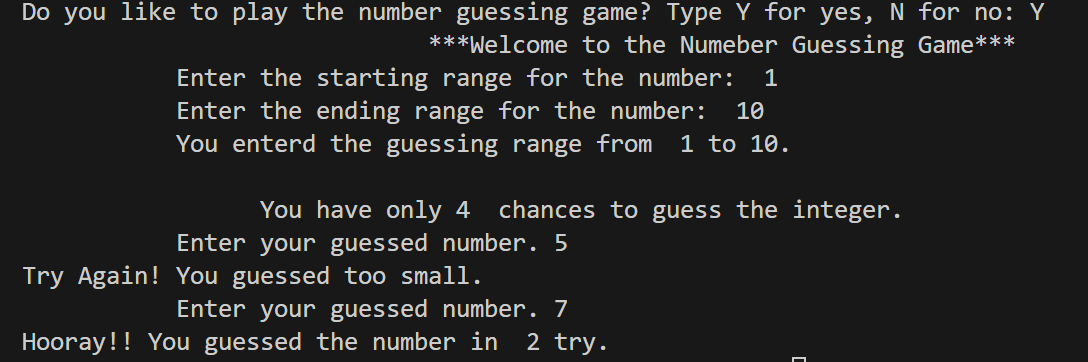 Do you like to play the number guessing game? Type Y for yes, N for no: Y
***Welcome to the Numeber Guessing Game***
Enter the starting range for the number:  1
Enter the ending range for the number:  10
You enterd the guessing range from  1 to 10.
You have only 4  chances to guess the integer.
Enter your guessed number. 5
Try Again! You guessed too small.
Enter your guessed number. 7
Hooray!! You guessed the number in  2 try.